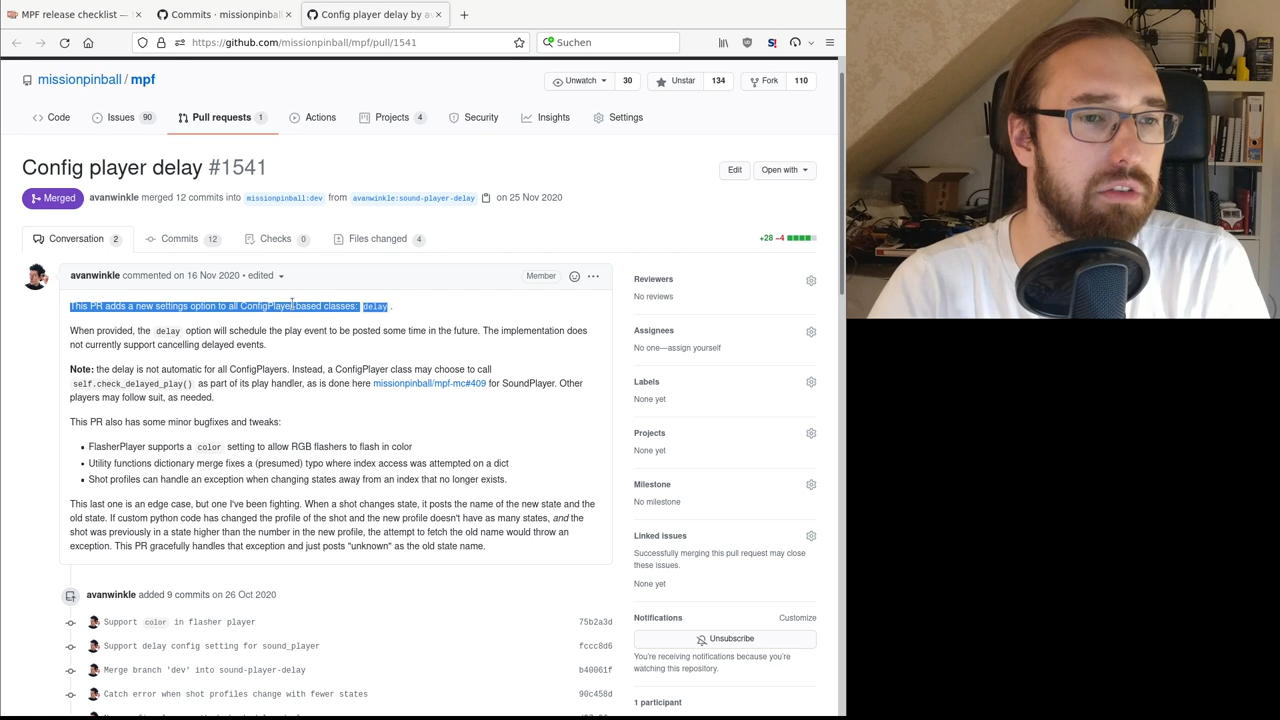 MPF release checklist —
Commits · missionpinball
Config player delay by av
https://github.com/missionpinball/mpf/pull/1541
Suchen
missionpinball / mpf
Unwatch 30
Unstar 134
Fork 110
Code
Issues 90
Pull requests 1
Actions
Projects 4
Security
Insights
Settings
Config player delay #1541
Edit
Open with
Merged
avanwinkle merged 12 commits into missionpinball:dev from avanwinkle:sound-player-delay on 25 Nov 2020
Conversation 2
Commits 12
Checks 0
Files changed 4
+28 −4
avanwinkle commented on 16 Nov 2020 • edited
Member
This PR adds a new settings option to all ConfigPlayer-based classes: delay .
When provided, the delay option will schedule the play event to be posted some time in the future. The implementation does
not currently support cancelling delayed events.
Note: the delay is not automatic for all ConfigPlayers. Instead, a ConfigPlayer class may choose to call
self.check_delayed_play() as part of its play handler, as is done here missionpinball/mpf-mc#409 for SoundPlayer. Other
players may follow suit, as needed.
This PR also has some minor bugfixes and tweaks:
• FlasherPlayer supports a color setting to allow RGB flashers to flash in color
• Utility functions dictionary merge fixes a (presumed) typo where index access was attempted on a dict
• Shot profiles can handle an exception when changing states away from an index that no longer exists.
This last one is an edge case, but one I've been fighting. When a shot changes state, it posts the name of the new state and the
old state. If custom python code has changed the profile of the shot and the new profile doesn't have as many states, and the
shot was previously in a state higher than the number in the new profile, the attempt to fetch the old name would throw an
exception. This PR gracefully handles that exception and just posts "unknown" as the old state name.
avanwinkle added 9 commits on 26 Oct 2020
Support color in flasher player 75b2a3d
Support delay config setting for sound_player fccc8d6
Merge branch 'dev' into sound-player-delay b40061f
Catch error when shot profiles change with fewer states 90c458d
Reviewers
No reviews
Assignees
No one—assign yourself
Labels
None yet
Projects
None yet
Milestone
No milestone
Linked issues
Successfully merging this pull request may close
these issues.
None yet
Notifications
Customize
Unsubscribe
You're receiving notifications because you're
watching this repository.
1 participant